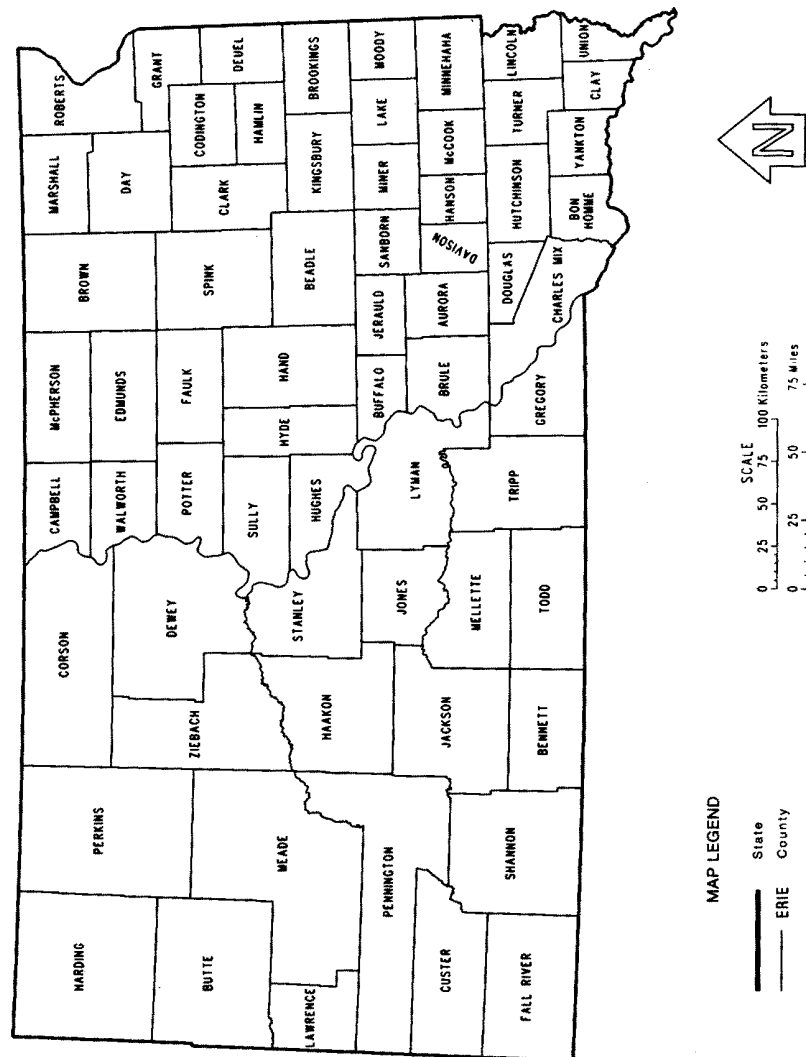 HARDING
PERKINS
CORSON
CAMPBELL
McPHERSON
BROWN
MARSHALL
ROBERTS
DAY
WALWORTH
EDMUNDS
DEWEY
ZIEBACH
BUTTE
MEADE
LAWRENCE
POTTER
FAULK
SPINK
GRANT
CODINGTON
DEUEL
HAMLIN
CLARK
SULLY
HYDE
HAND
BEADLE
KINGSBURY
BROOKINGS
HUGHES
STANLEY
HAAKON
PENNINGTON
JACKSON
JONES
LYMAN
BUFFALO
JERAULD
SANBORN
MINER
LAKE
MOODY
BRULE
AURORA
DAVISON
HANSON
McCOOK
MINNEHAHA
CUSTER
FALL RIVER
SHANNON
BENNETT
MELLETTE
TODD
TRIPP
GREGORY
CHARLES MIX
DOUGLAS
HUTCHINSON
TURNER
LINCOLN
BON
HOMME
YANKTON
CLAY
UNION
MAP LEGEND
State
ERIE County
SCALE
0 25 50 75 100 Kilometers
0 25 50 75 Miles
N